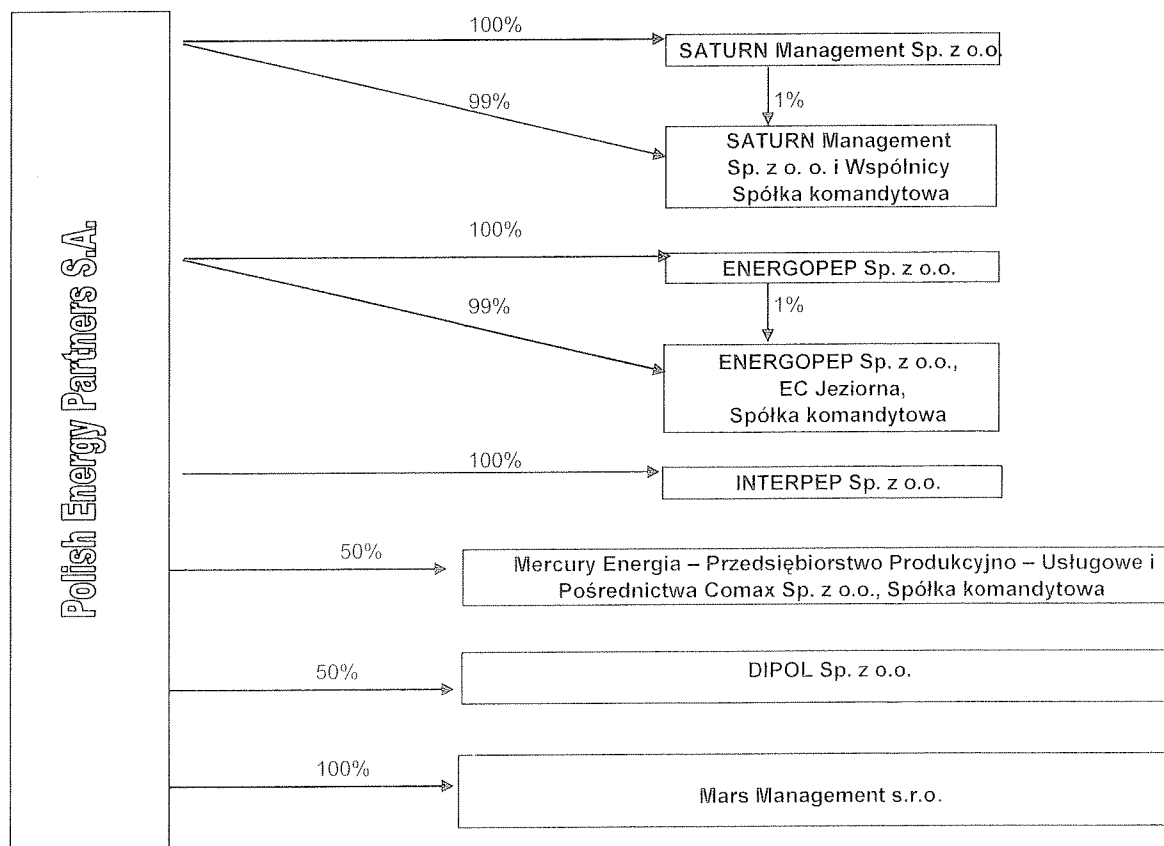 Polish Energy Partners S.A.
100%
SATURN Management Sp. z o.o.
1%
99%
SATURN Management
Sp. z o. o. i Wspólnicy
Spółka komandytowa
100%
ENERGOPEP Sp. z o.o.
1%
99%
ENERGOPEP Sp. z o.o.,
EC Jeziorna,
Spółka komandytowa
100%
INTERPEP Sp. z o.o.
50%
Mercury Energia – Przedsiębiorstwo Produkcyjno – Usługowe i
Pośrednictwa Comax Sp. z o.o., Spółka komandytowa
50%
DIPOL Sp. z o.o.
100%
Mars Management s.r.o.